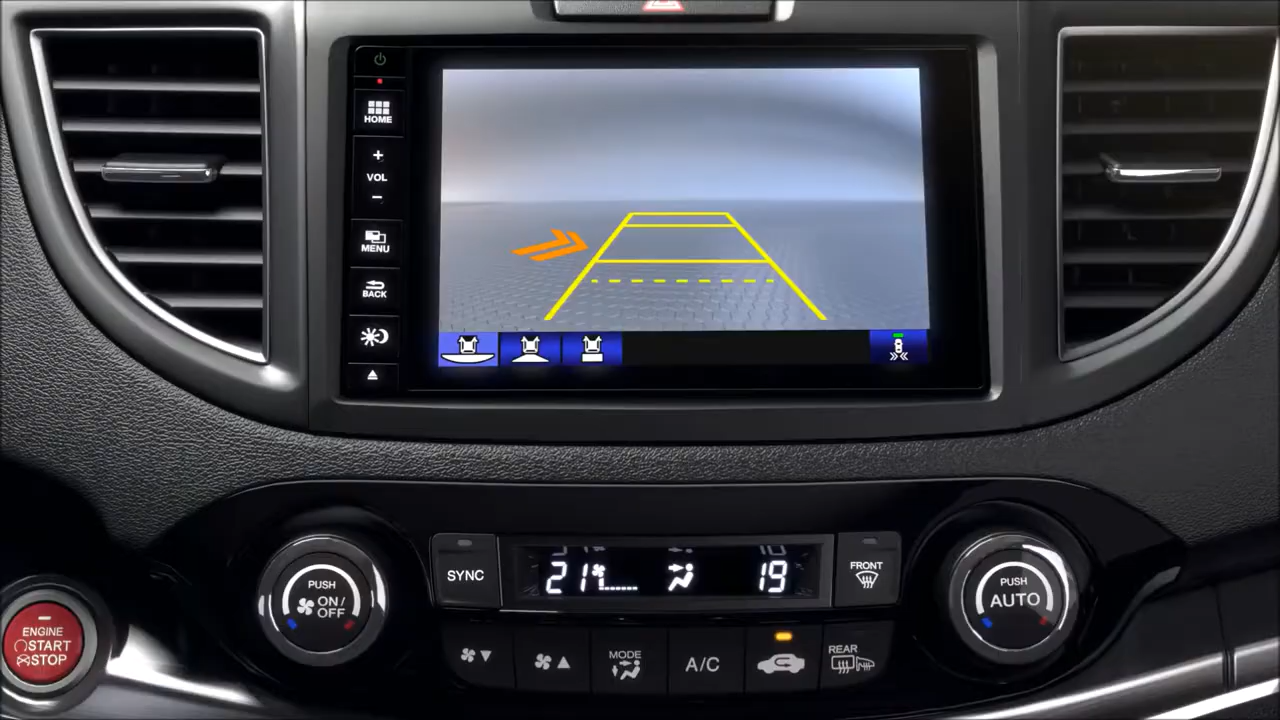 HOME
+
VOL
−
MENU
BACK
SYNC
21
19
FRONT
PUSH
ON/
OFF
PUSH
AUTO
ENGINE
START
STOP
MODE
A/C
REAR